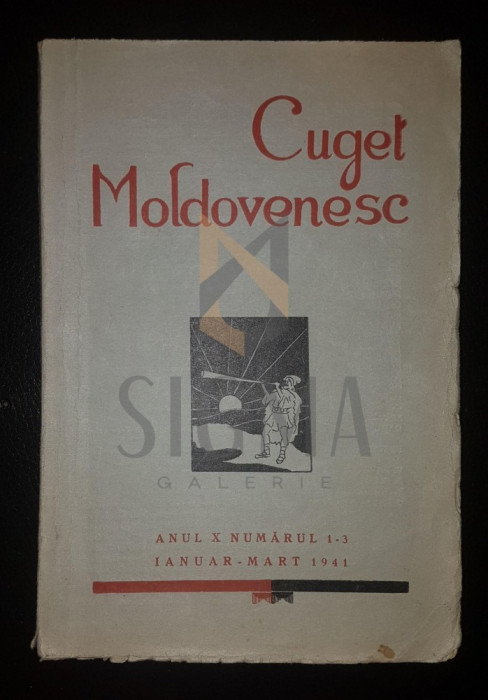 Cuget
Moldovenesc
SIGMA
GALERIE
ANUL X NUMĂRUL 1-3
IANUAR-MART 1941